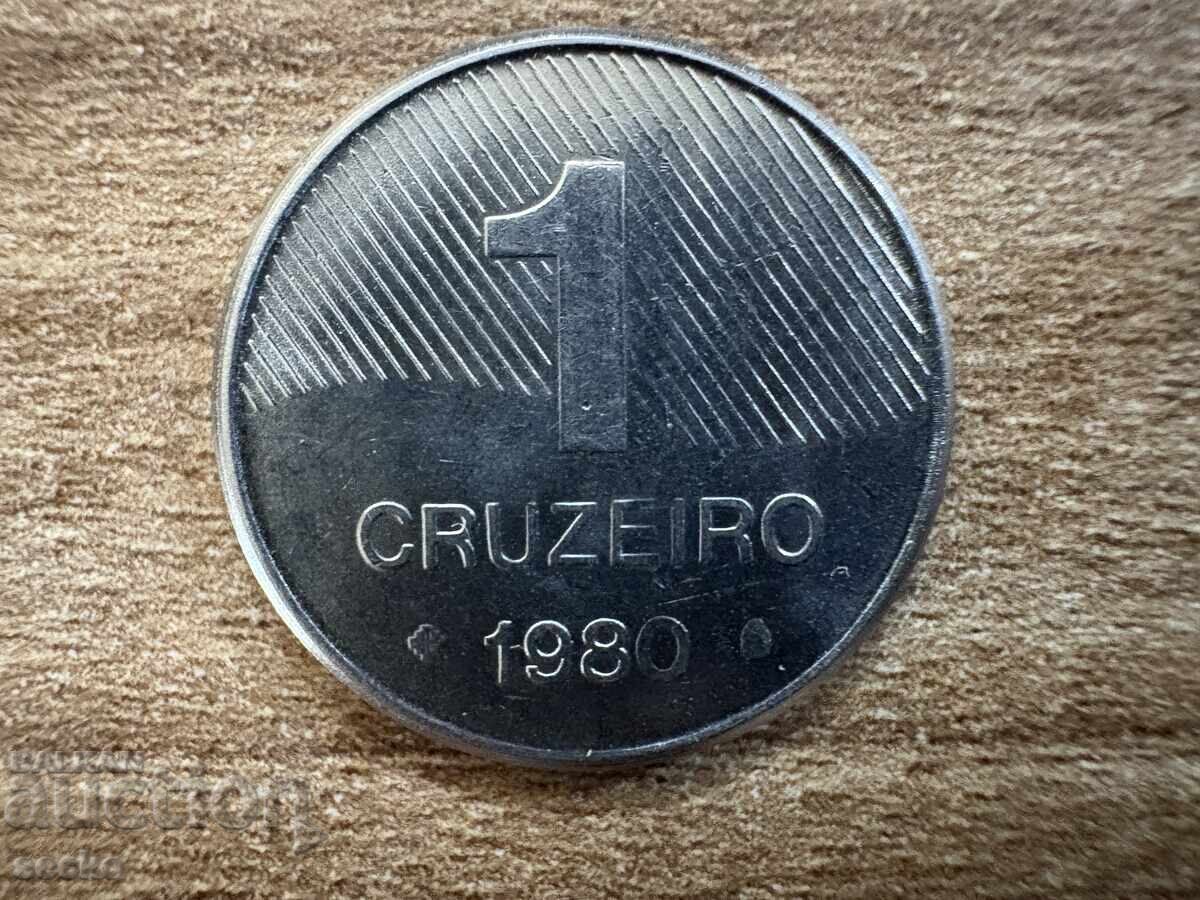 1
CRUZEIRO
1980
BALKAN
auction
secko